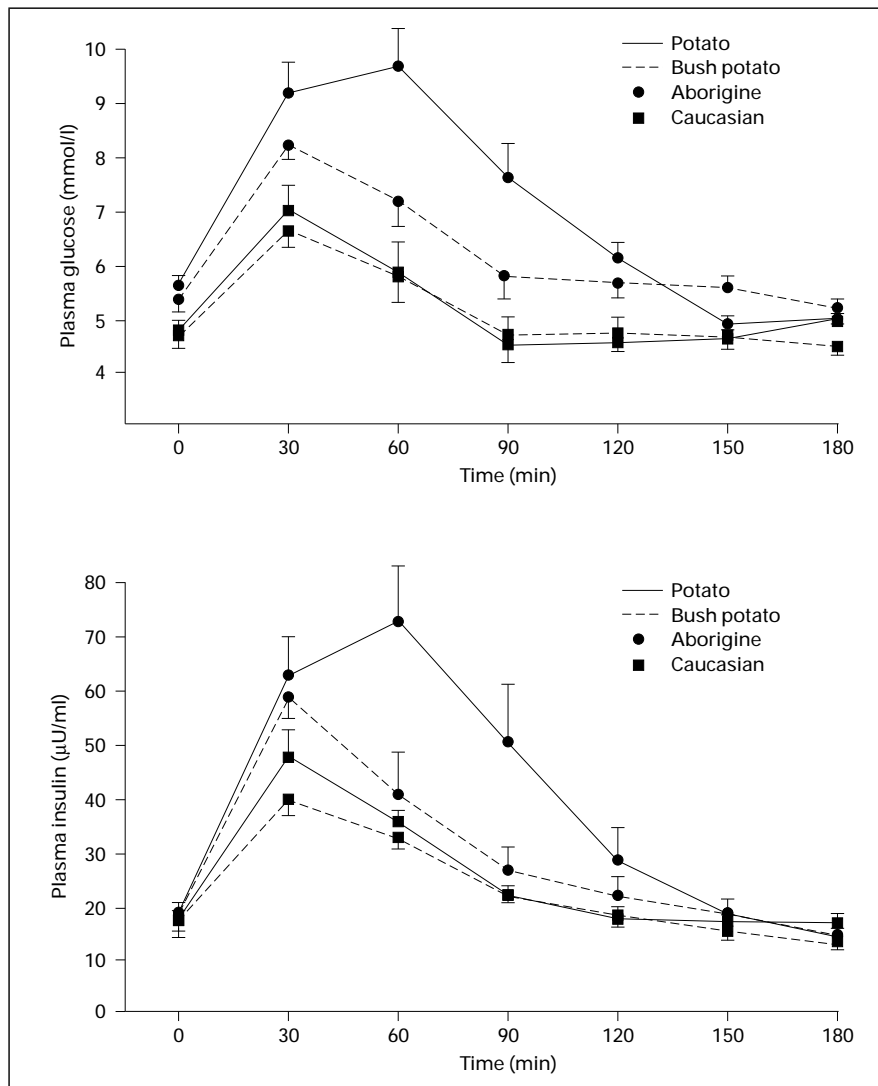 Plasma glucose (mmol/l)
10
9
8
7
6
5
4
Potato
Bush potato
Aborigine
Caucasian
0 30 60 90 120 150 180
Time (min)
Plasma insulin (μU/ml)
80
70
60
50
40
30
20
10
0
Potato
Bush potato
Aborigine
Caucasian
0 30 60 90 120 150 180
Time (min)